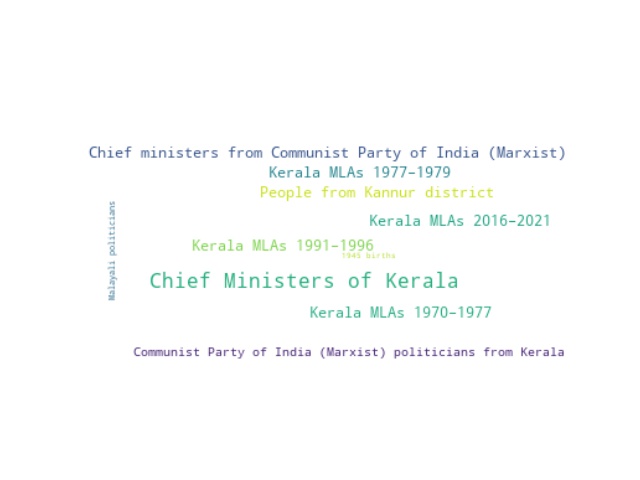 Chief ministers from Communist Party of India (Marxist)
Kerala MLAs 1977-1979
People from Kannur district
Malayali politicians
Kerala MLAs 2016-2021
Kerala MLAs 1991-1996
1945 births
Chief Ministers of Kerala
Kerala MLAs 1970-1977
Communist Party of India (Marxist) politicians from Kerala